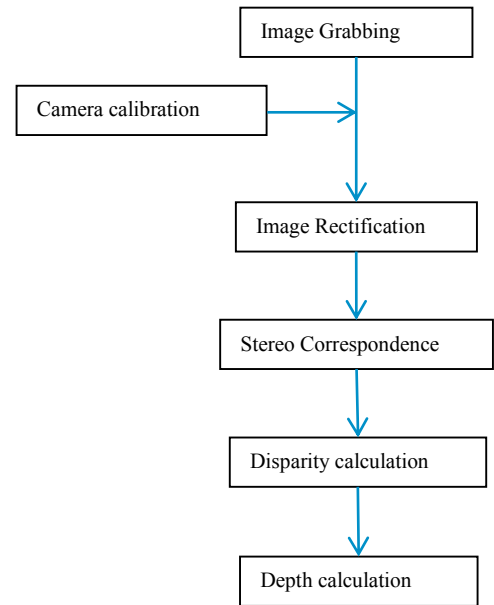 Image Grabbing
Camera calibration
Image Rectification
Stereo Correspondence
Disparity calculation
Depth calculation